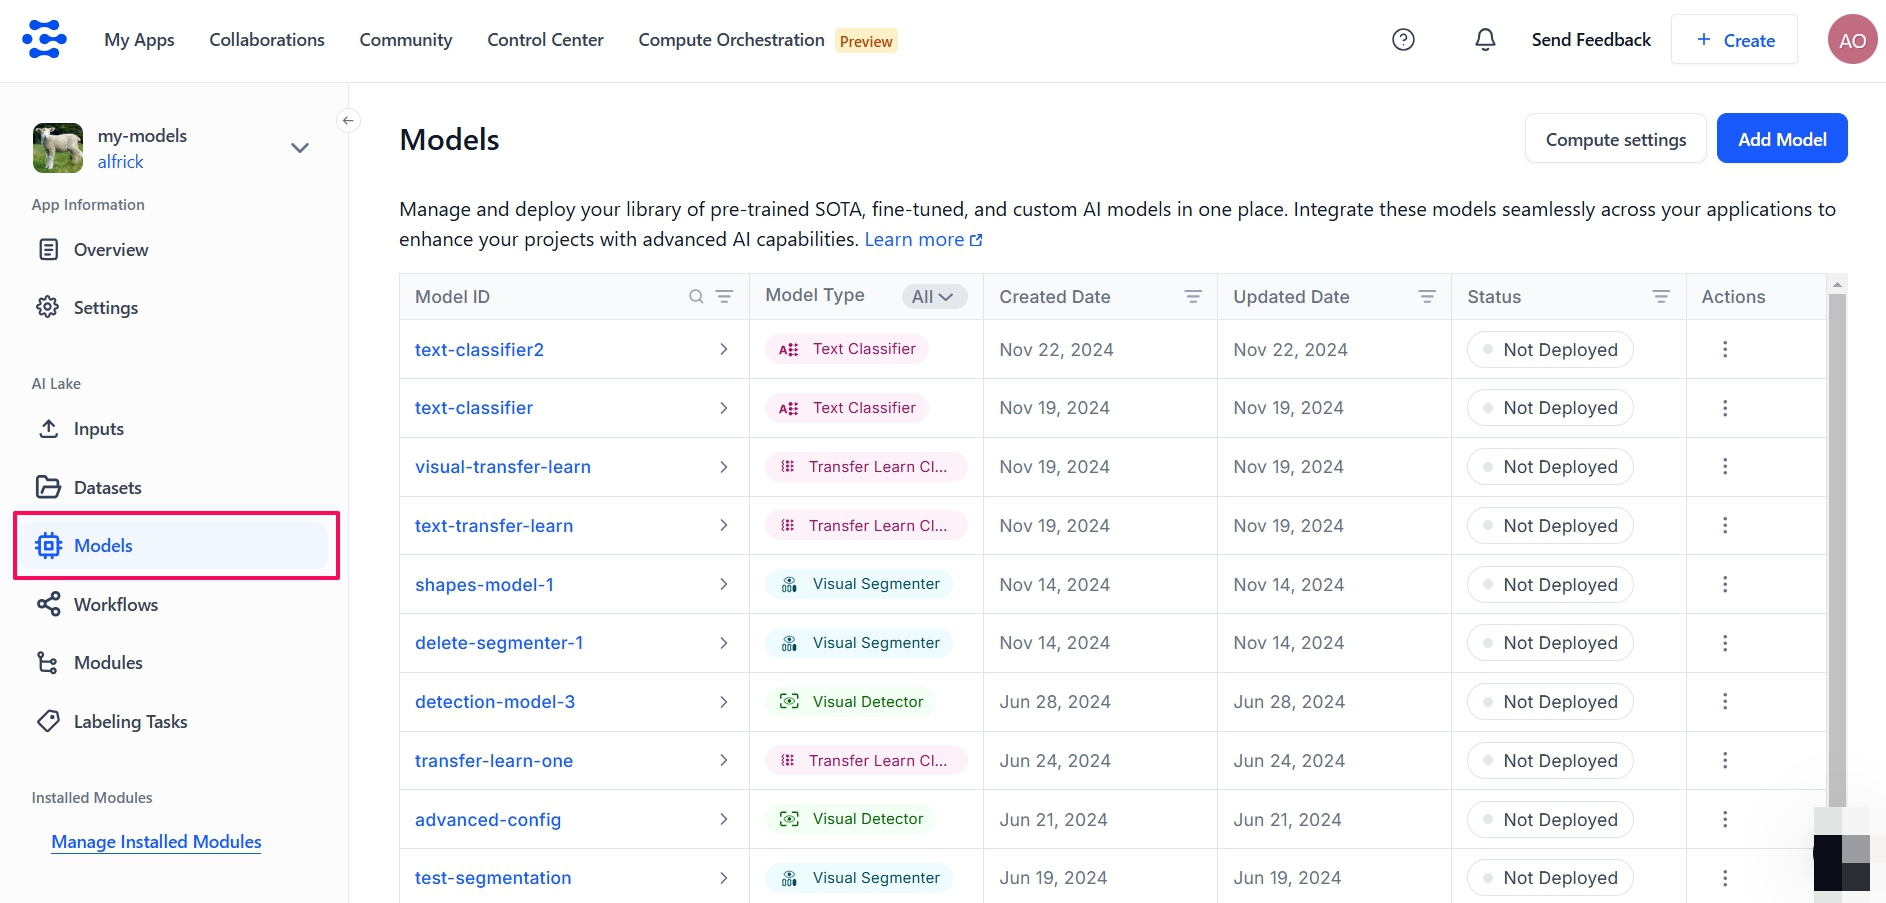 My Apps
Collaborations
Community
Control Center
Compute Orchestration Preview
Send Feedback
+ Create
AO
my-models
alfrick
App Information
Overview
Settings
AI Lake
Inputs
Datasets
Models
Workflows
Modules
Labeling Tasks
Installed Modules
Manage Installed Modules
Models
Compute settings
Add Model
Manage and deploy your library of pre-trained SOTA, fine-tuned, and custom AI models in one place. Integrate these models seamlessly across your applications to
enhance your projects with advanced AI capabilities. Learn more
Model ID Model Type All Created Date Updated Date Status Actions
text-classifier2 Text Classifier Nov 22, 2024 Nov 22, 2024 Not Deployed
text-classifier Text Classifier Nov 19, 2024 Nov 19, 2024 Not Deployed
visual-transfer-learn Transfer Learn Cl... Nov 19, 2024 Nov 19, 2024 Not Deployed
text-transfer-learn Transfer Learn Cl... Nov 19, 2024 Nov 19, 2024 Not Deployed
shapes-model-1 Visual Segmenter Nov 14, 2024 Nov 14, 2024 Not Deployed
delete-segmenter-1 Visual Segmenter Nov 14, 2024 Nov 14, 2024 Not Deployed
detection-model-3 Visual Detector Jun 28, 2024 Jun 28, 2024 Not Deployed
transfer-learn-one Transfer Learn Cl... Jun 24, 2024 Jun 24, 2024 Not Deployed
advanced-config Visual Detector Jun 21, 2024 Jun 21, 2024 Not Deployed
test-segmentation Visual Segmenter Jun 19, 2024 Jun 19, 2024 Not Deployed